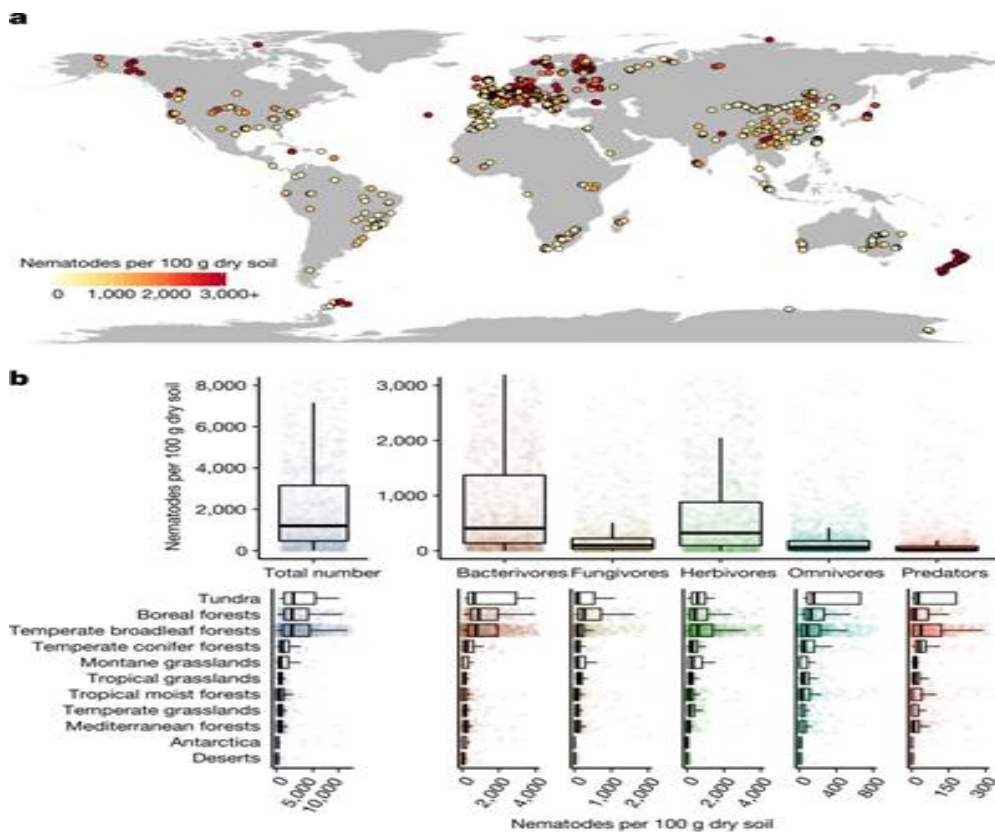 a
Nematodes per 100 g dry soil
0 1,000 2,000 3,000+
b
Nematodes per 100 g dry soil
8,000
6,000
4,000
2,000
0
3,000
2,000
1,000
0
Total number Bacterivores Fungivores Herbivores Omnivores Predators
Tundra
Boreal forests
Temperate broadleaf forests
Temperate conifer forests
Montane grasslands
Tropical grasslands
Tropical moist forests
Temperate grasslands
Mediterranean forests
Antarctica
Deserts
0 5,000 10,000 0 2,000 4,000 0 1,000 2,000 0 2,000 4,000 0 400 800 0 150 300
Nematodes per 100 g dry soil